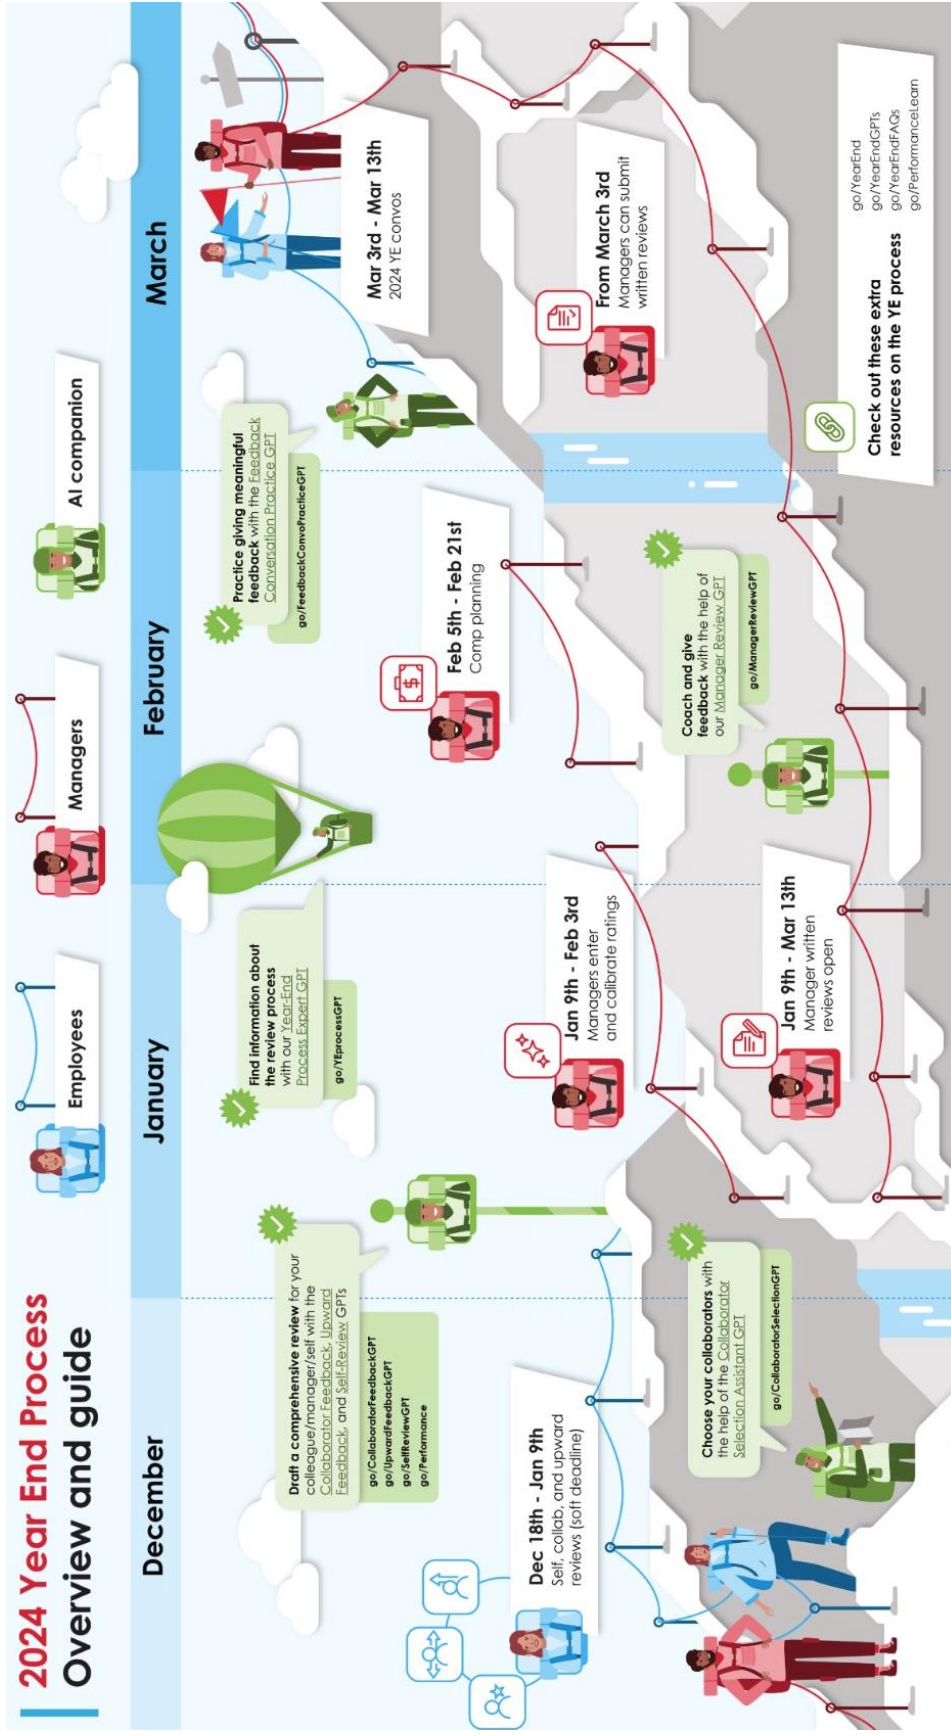 2024 Year End Process
Overview and guide
Employees
Managers
AI companion
December
January
February
March
Draft a comprehensive review for your
colleague/manager/self with the
Collaborator Feedback, Upward
Feedback, and Self-Review GPTs
go/CollaboratorFeedbackGPT
go/UpwardFeedbackGPT
go/SelfReviewGPT
go/Performance
Find information about
the review process
with our Year-End
Process Expert GPT
go/YEprocessGPT
Practice giving meaningful
feedback with the Feedback
Conversation Practice GPT
go/FeedbackConvoPracticeGPT
Dec 18th - Jan 9th
Self, collab, and upward
reviews (soft deadline)
Jan 9th - Feb 3rd
Managers enter
and calibrate ratings
Feb 5th - Feb 21st
Comp planning
$
Mar 3rd - Mar 13th
2024 YE convos
Choose your collaborators with
the help of the Collaborator
Selection Assistant GPT
go/CollaboratorSelectionGPT
Jan 9th - Mar 13th
Manager written
reviews open
Coach and give
feedback with the help of
our Manager Review GPT
go/ManagerReviewGPT
From March 3rd
Managers can submit
written reviews
Check out these extra
resources on the YE process
go/YearEnd
go/YearEndGPTs
go/YearEndFAQs
go/PerformanceLearn